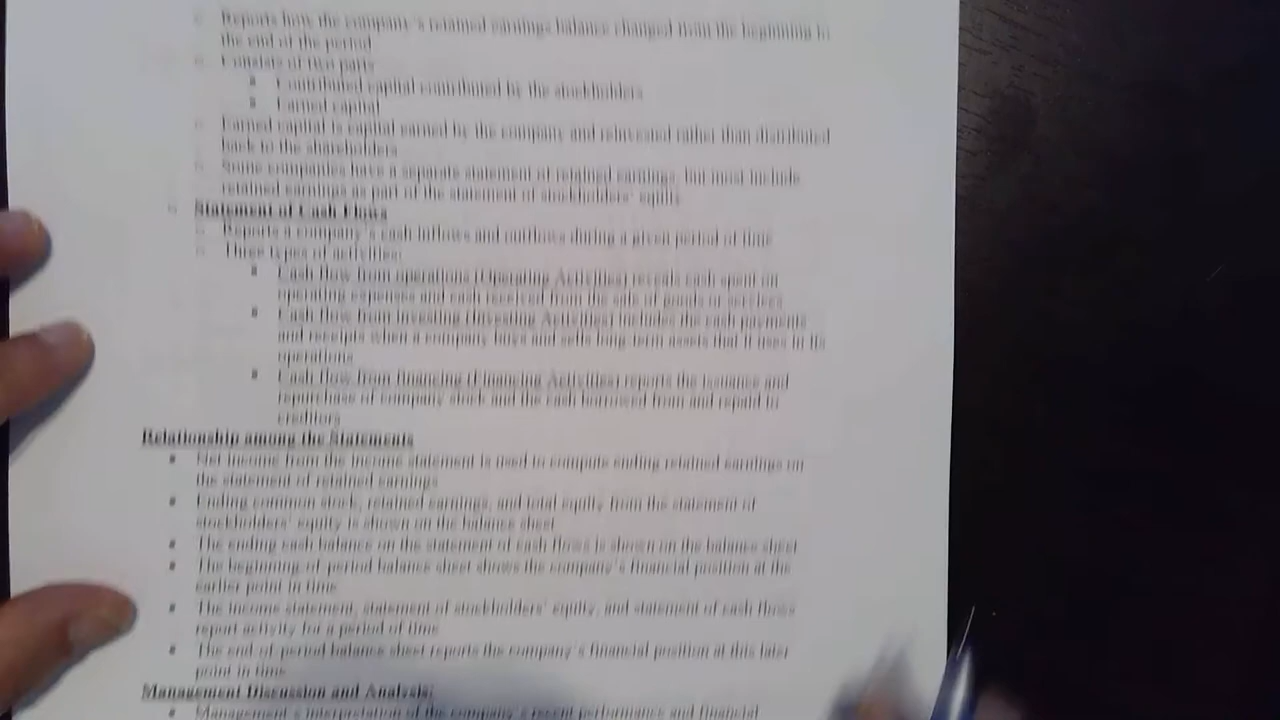 Reports how the company's retained earnings balance changed from the beginning to
the end of the period
Consists of two parts
Contributed capital contributed by the stockholders
Earned capital
Earned capital is capital earned by the company and reinvested rather than distributed
back to the shareholders
Some companies have a separate statement of retained earnings, but most include
retained earnings as part of the statement of stockholders' equity
Statement of Cash Flows
Reports a company's cash inflows and outflows during a given period of time
Three types of activities:
Cash flow from operations (Operating Activities) reveals cash spent on
operating expenses and cash received from the sale of goods or services
Cash flow from investing (Investing Activities) includes the cash payments
and receipts when a company buys and sells long-term assets that it uses in its
operations
Cash flow from financing (Financing Activities) reports the issuance and
repurchase of company stock and the cash borrowed from and repaid to
creditors
Relationship among the Statements
Net income from the income statement is used to compute ending retained earnings on
the statement of retained earnings
Ending common stock, retained earnings, and total equity from the statement of
stockholders' equity is shown on the balance sheet
The ending cash balance on the statement of cash flows is shown on the balance sheet
The beginning-of-period balance sheet shows the company's financial position at the
earlier point in time
The income statement, statement of stockholders' equity, and statement of cash flows
report activity for a period of time
The end-of-period balance sheet reports the company's financial position at this later
point in time
Management Discussion and Analysis:
Management's interpretation of the company's recent performance and financial